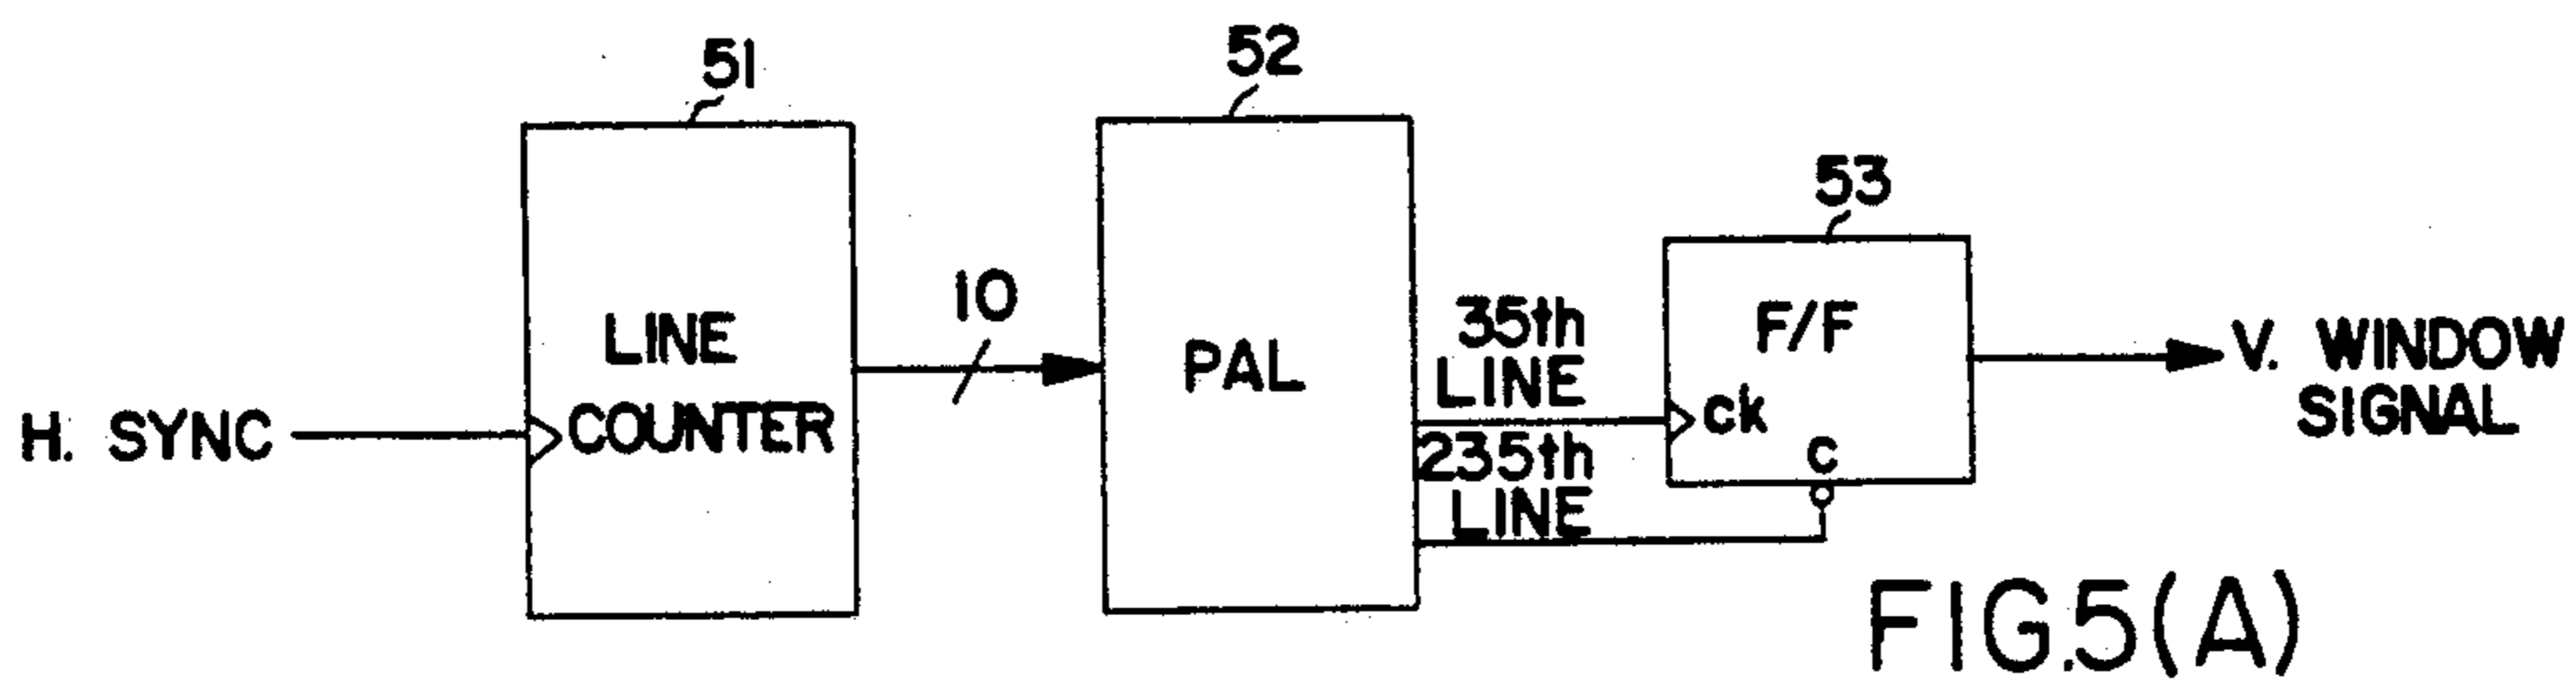 51
52
53
H. SYNC
LINE
COUNTER
10
PAL
35th
LINE
235th
LINE
F/F
ck
c
V. WINDOW
SIGNAL
FIG.5(A)